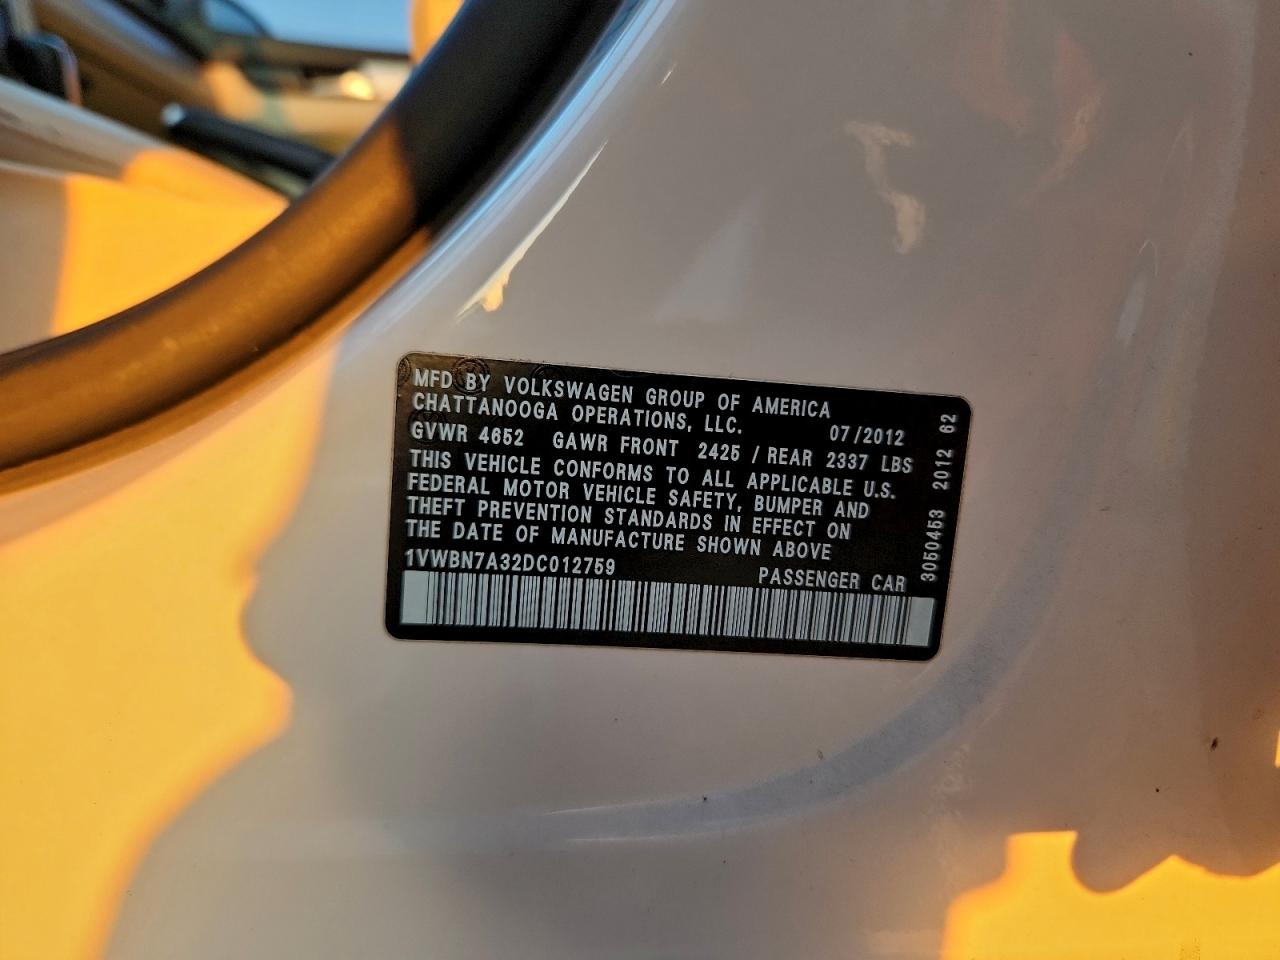 MFD BY VOLKSWAGEN GROUP OF AMERICA
CHATTANOOGA OPERATIONS, LLC. 07/2012
GVWR 4652 GAWR FRONT 2425 / REAR 2337 LBS
THIS VEHICLE CONFORMS TO ALL APPLICABLE U.S.
FEDERAL MOTOR VEHICLE SAFETY, BUMPER AND
THEFT PREVENTION STANDARDS IN EFFECT ON
THE DATE OF MANUFACTURE SHOWN ABOVE
1VWBN7A32DC012759 PASSENGER CAR
3050453 2012 62